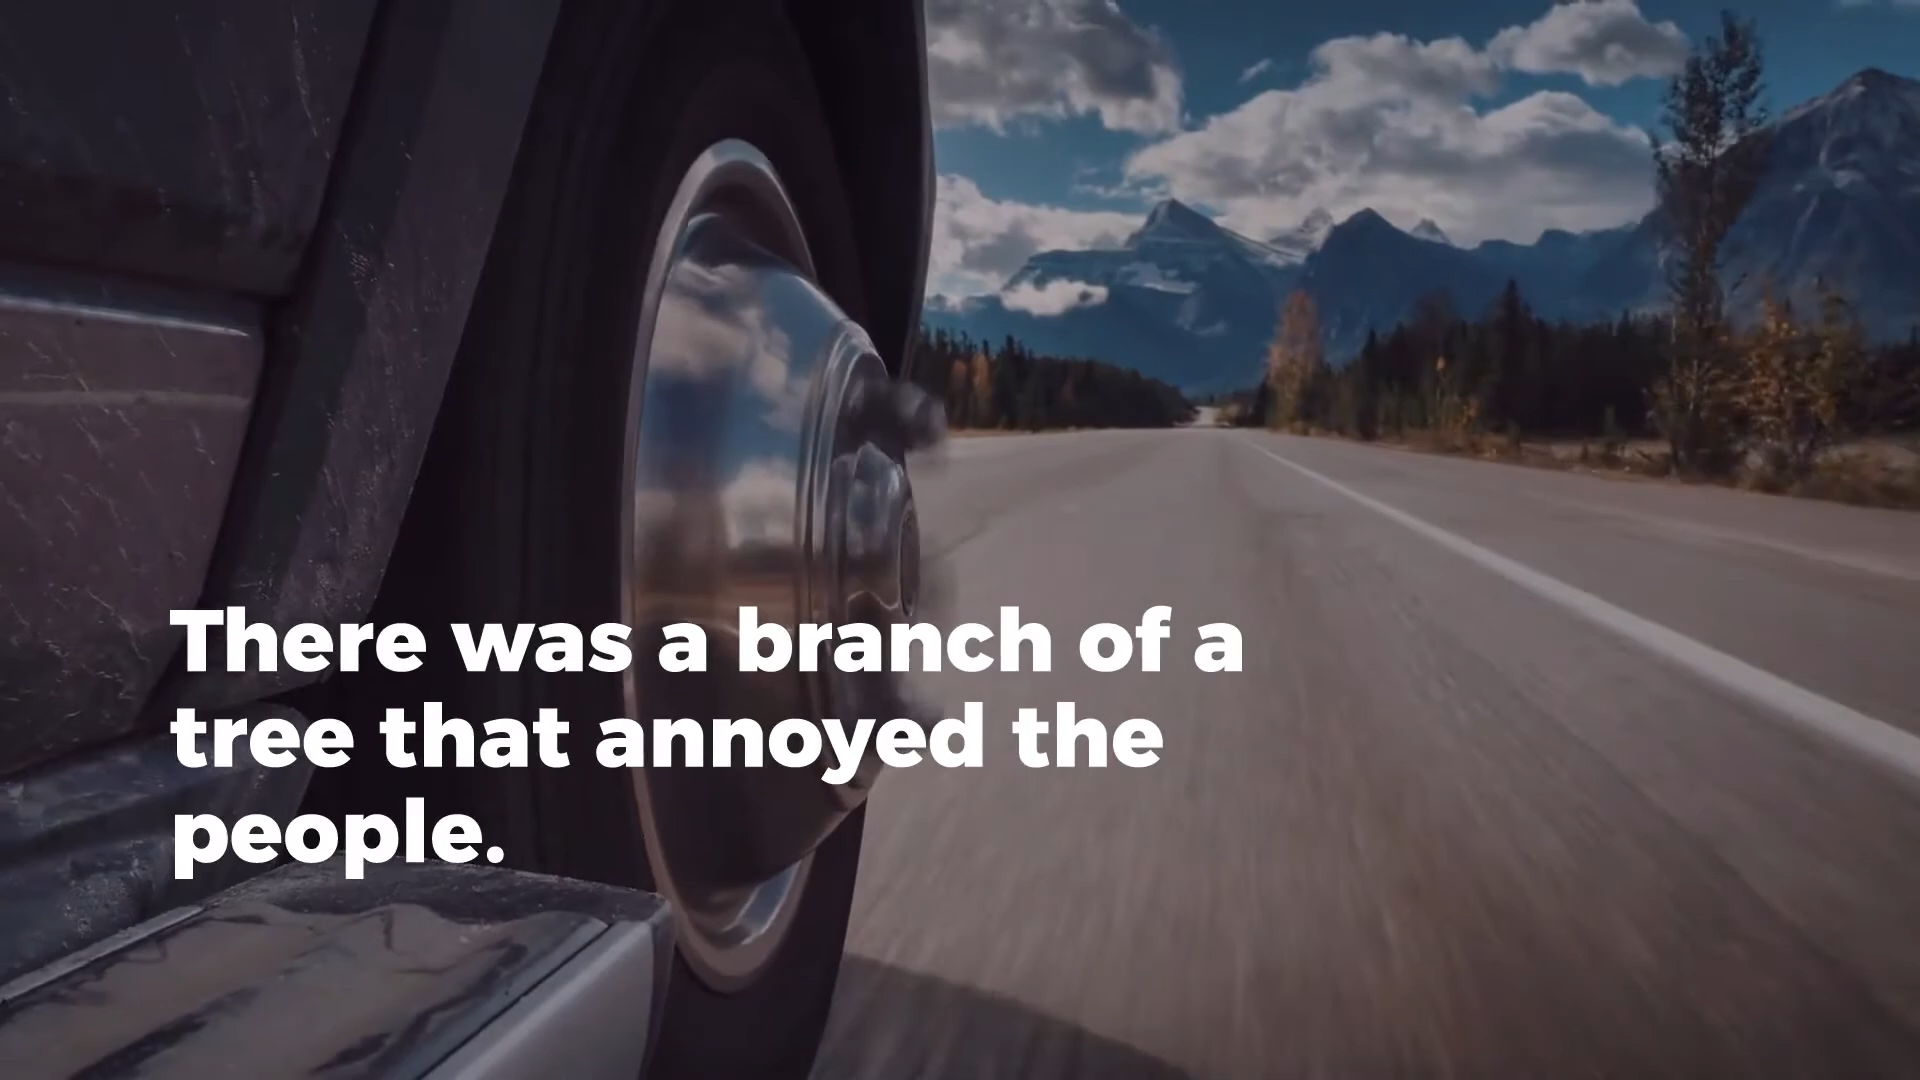 There was a branch of a
tree that annoyed the
people.